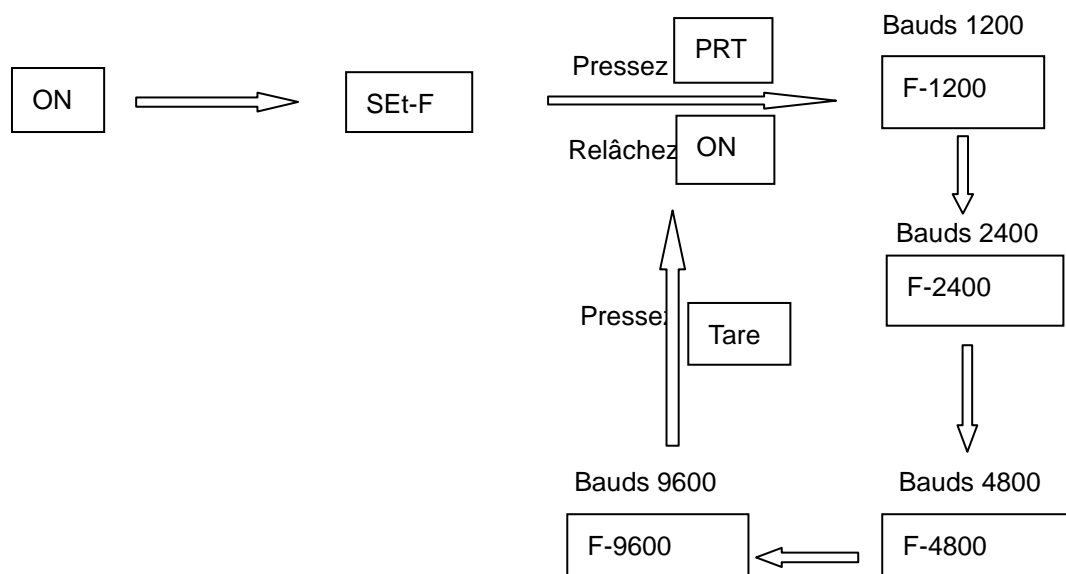 Bauds 1200
PRT
Pressez
F-1200
ON
SEt-F
Relâchez
ON
Bauds 2400
F-2400
Pressez
Tare
Bauds 9600
Bauds 4800
F-9600
F-4800